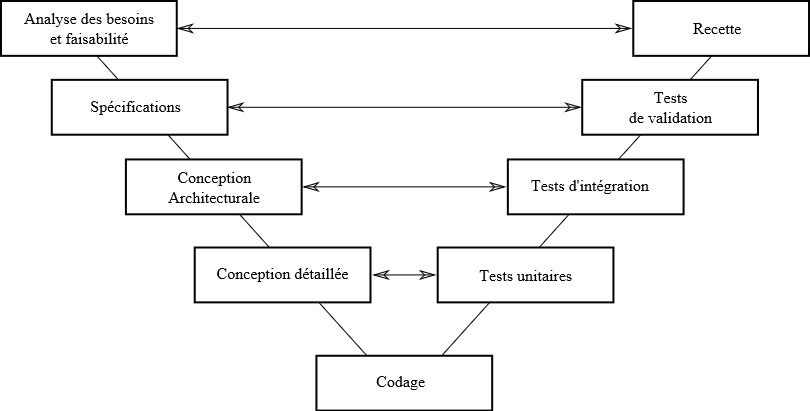 Analyse des besoins
et faisabilité
Recette
Spécifications
Tests
de validation
Conception
Architecturale
Tests d'intégration
Conception détaillée
Tests unitaires
Codage